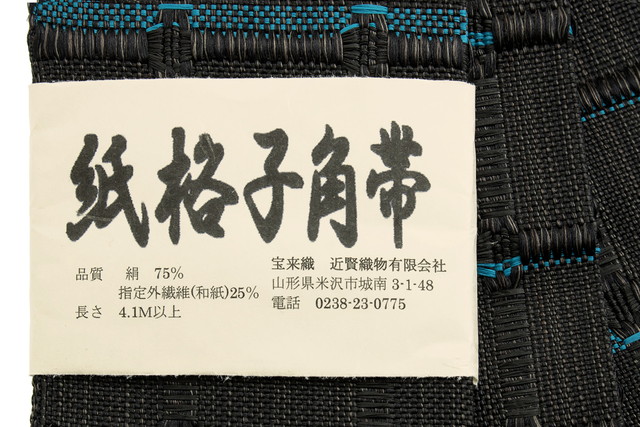 紙格子角帯
品質 絹 75%
指定外繊維(和紙)25%
長さ 4.1M以上
宝来織 近賢織物有限会社
山形県米沢市城南 3-1-48
電話 0238-23-0775